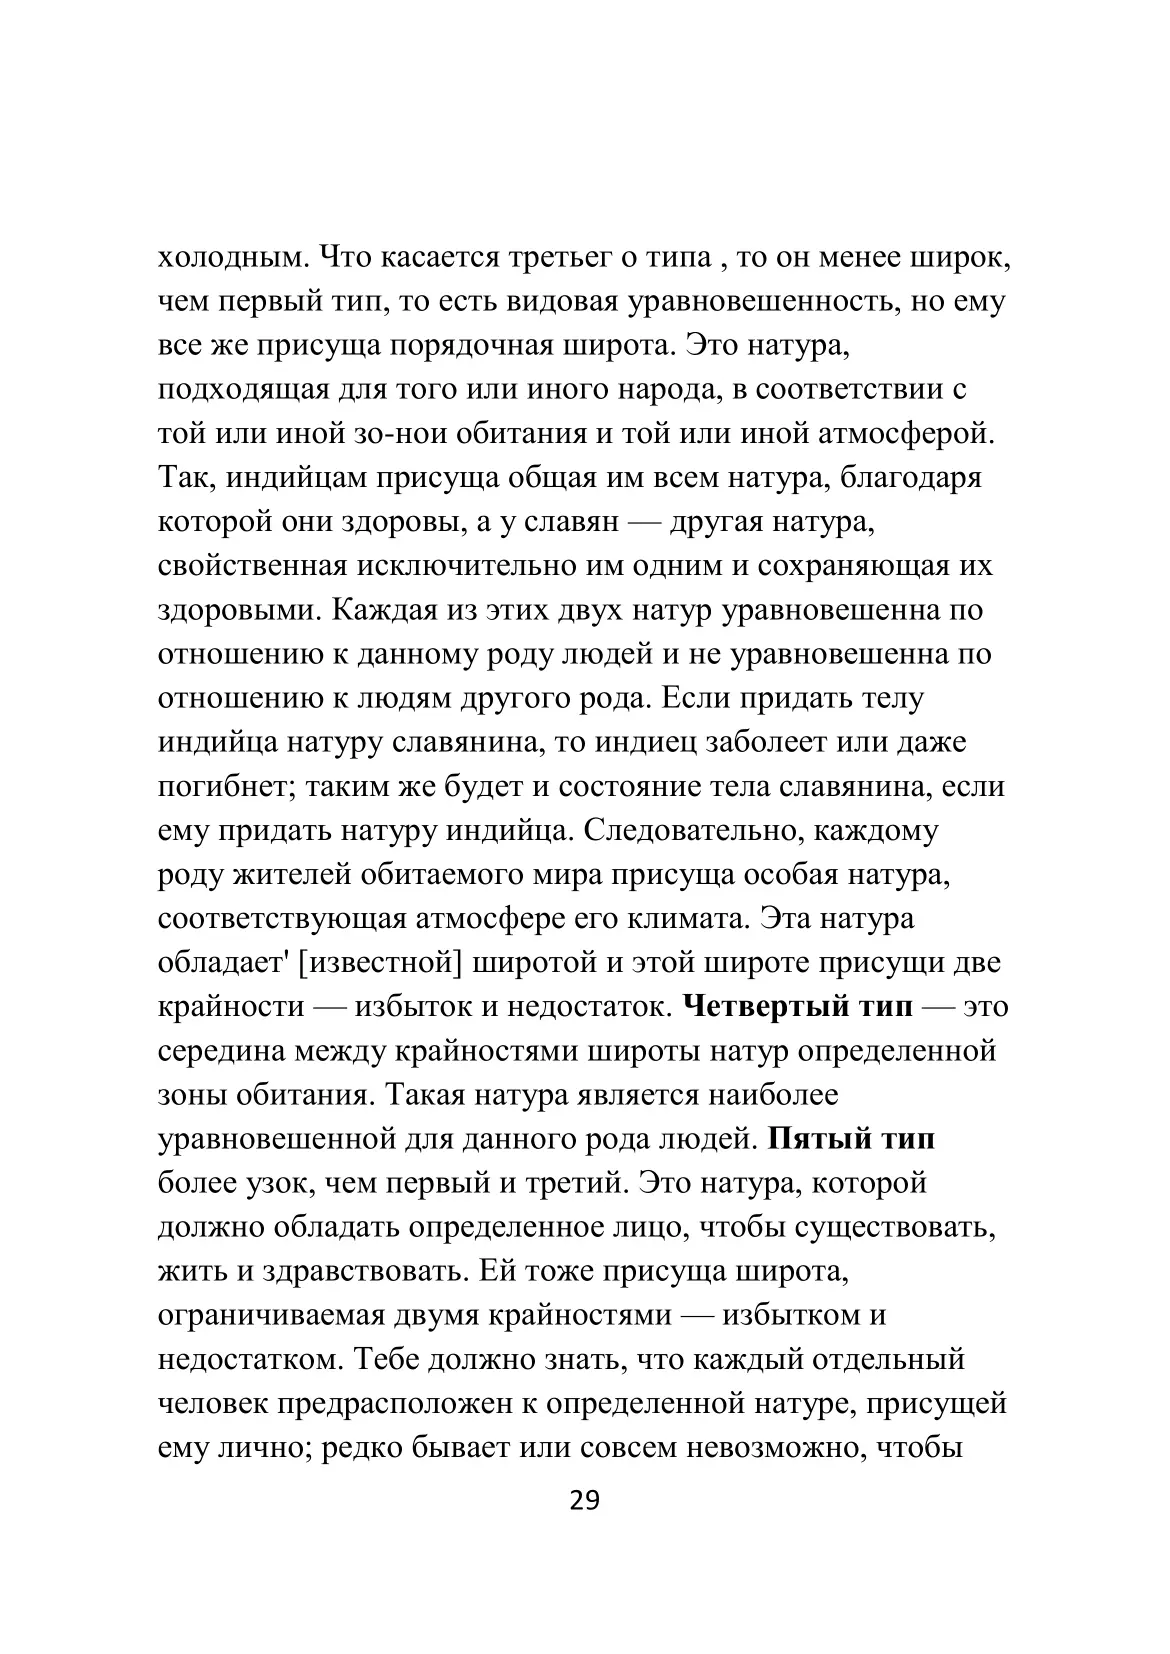 холодным. Что касается третьег о типа , то он менее широк,
чем первый тип, то есть видовая уравновешенность, но ему
все же присуща порядочная широта. Это натура,
подходящая для того или иного народа, в соответствии с
той или иной зо-нои обитания и той или иной атмосферой.
Так, индийцам присуща общая им всем натура, благодаря
которой они здоровы, а у славян — другая натура,
свойственная исключительно им одним и сохраняющая их
здоровыми. Каждая из этих двух натур уравновешенна по
отношению к данному роду людей и не уравновешенна по
отношению к людям другого рода. Если придать телу
индийца натуру славянина, то индиец заболеет или даже
погибнет; таким же будет и состояние тела славянина, если
ему придать натуру индийца. Следовательно, каждому
роду жителей обитаемого мира присуща особая натура,
соответствующая атмосфере его климата. Эта натура
обладает' [известной] широтой и этой широте присущи две
крайности — избыток и недостаток. Четвертый тип — это
середина между крайностями широты натур определенной
зоны обитания. Такая натура является наиболее
уравновешенной для данного рода людей. Пятый тип
более узок, чем первый и третий. Это натура, которой
должно обладать определенное лицо, чтобы существовать,
жить и здравствовать. Ей тоже присуща широта,
ограничиваемая двумя крайностями — избытком и
недостатком. Тебе должно знать, что каждый отдельный
человек предрасположен к определенной натуре, присущей
ему лично; редко бывает или совсем невозможно, чтобы
29